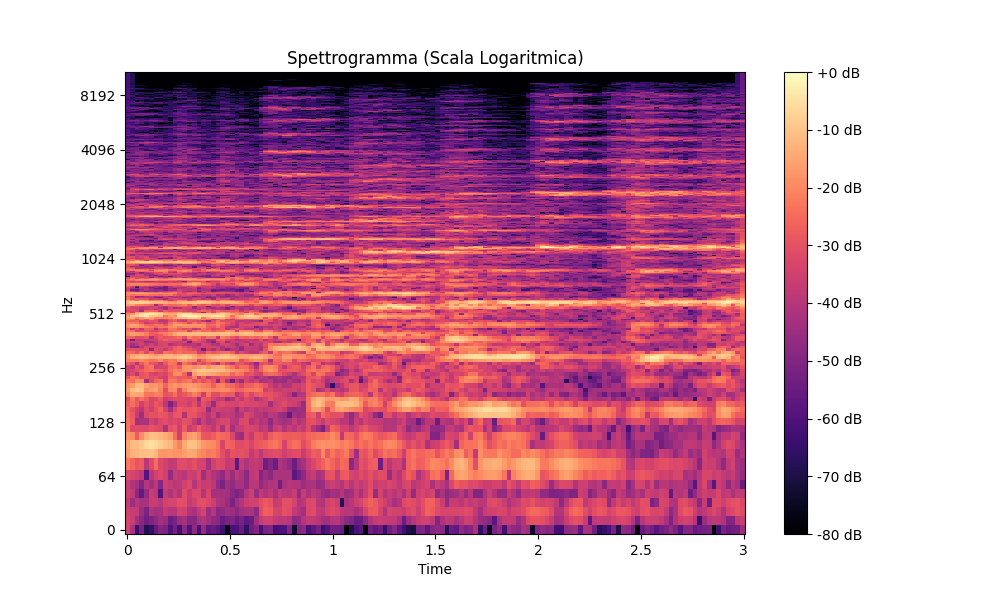 Spettrogramma (Scala Logaritmica)
Hz
8192
4096
2048
1024
512
256
128
64
0
0
0.5
1
1.5
2
2.5
3
Time
+0 dB
-10 dB
-20 dB
-30 dB
-40 dB
-50 dB
-60 dB
-70 dB
-80 dB